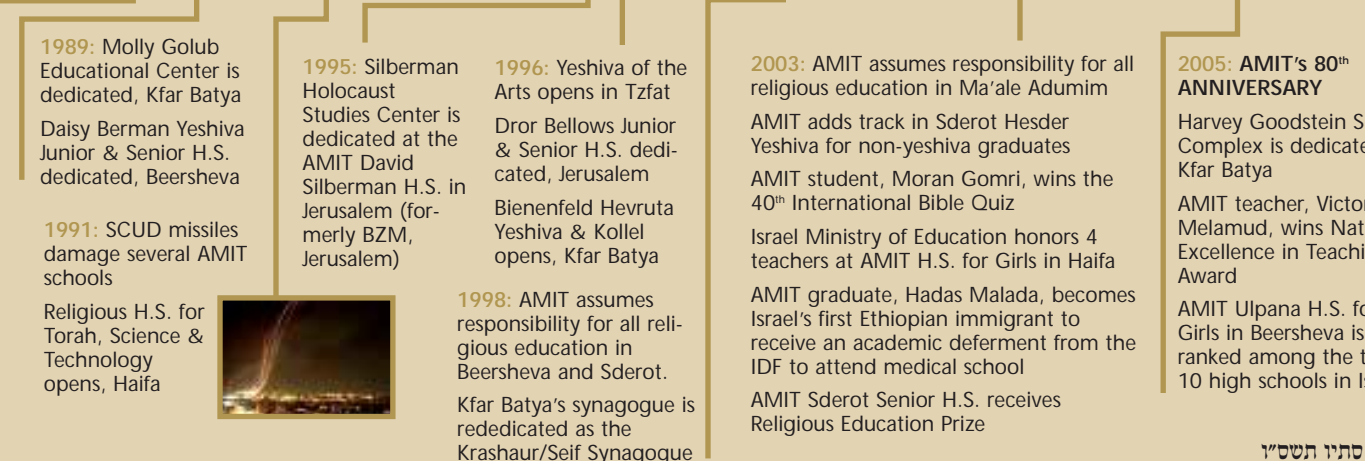 1989: Molly Golub
Educational Center is
dedicated, Kfar Batya
Daisy Berman Yeshiva
Junior & Senior H.S.
dedicated, Beersheva
1991: SCUD missiles
damage several AMIT
schools
Religious H.S. for
Torah, Science &
Technology
opens, Haifa
1995: Silberman
Holocaust
Studies Center is
dedicated at the
AMIT David
Silberman H.S. in
Jerusalem (for-
merly BZM,
Jerusalem)
1996: Yeshiva of the
Arts opens in Tzfat
Dror Bellows Junior
& Senior H.S. dedi-
cated, Jerusalem
Bienenfeld Hevruta
Yeshiva & Kollel
opens, Kfar Batya
1998: AMIT assumes
responsibility for all reli-
gious education in
Beersheva and Sderot.
Kfar Batya's synagogue is
rededicated as the
Krashaur/Seif Synagogue
2003: AMIT assumes responsibility for all
religious education in Ma'ale Adumim
AMIT adds track in Sderot Hesder
Yeshiva for non-yeshiva graduates
AMIT student, Moran Gomri, wins the
40th International Bible Quiz
Israel Ministry of Education honors 4
teachers at AMIT H.S. for Girls in Haifa
AMIT graduate, Hadas Malada, becomes
Israel's first Ethiopian immigrant to
receive an academic deferment from the
IDF to attend medical school
AMIT Sderot Senior H.S. receives
Religious Education Prize
2005: AMIT's 80th
ANNIVERSARY
Harvey Goodstein
Complex is
Kfar Batya
AMIT teacher,
Melamud, wins
Excellence in
Award
AMIT Ulpana H.S.
Girls in Beersheva is
ranked among the
10 high schools in
סתיו תשס״ו